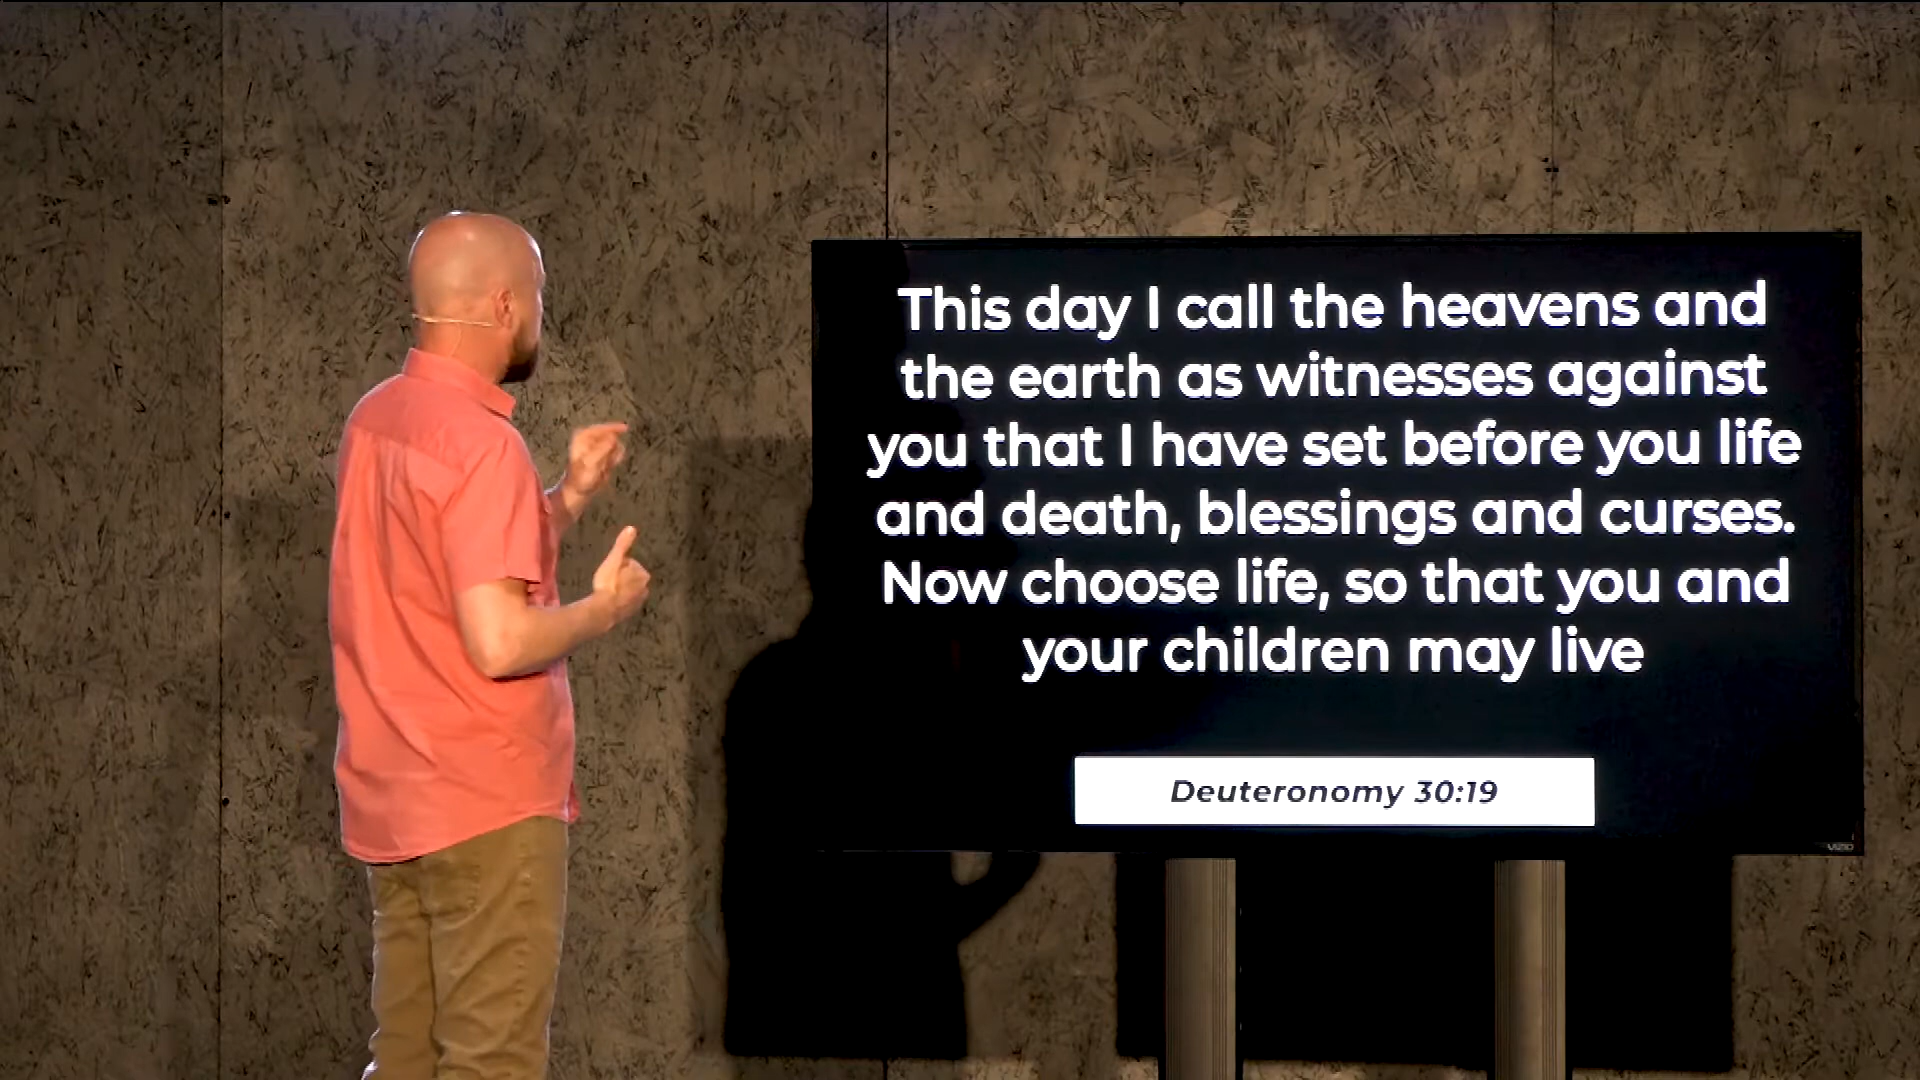 This day I call the heavens and
the earth as witnesses against
you that I have set before you life
and death, blessings and curses.
Now choose life, so that you and
your children may live
Deuteronomy 30:19
VIZIO